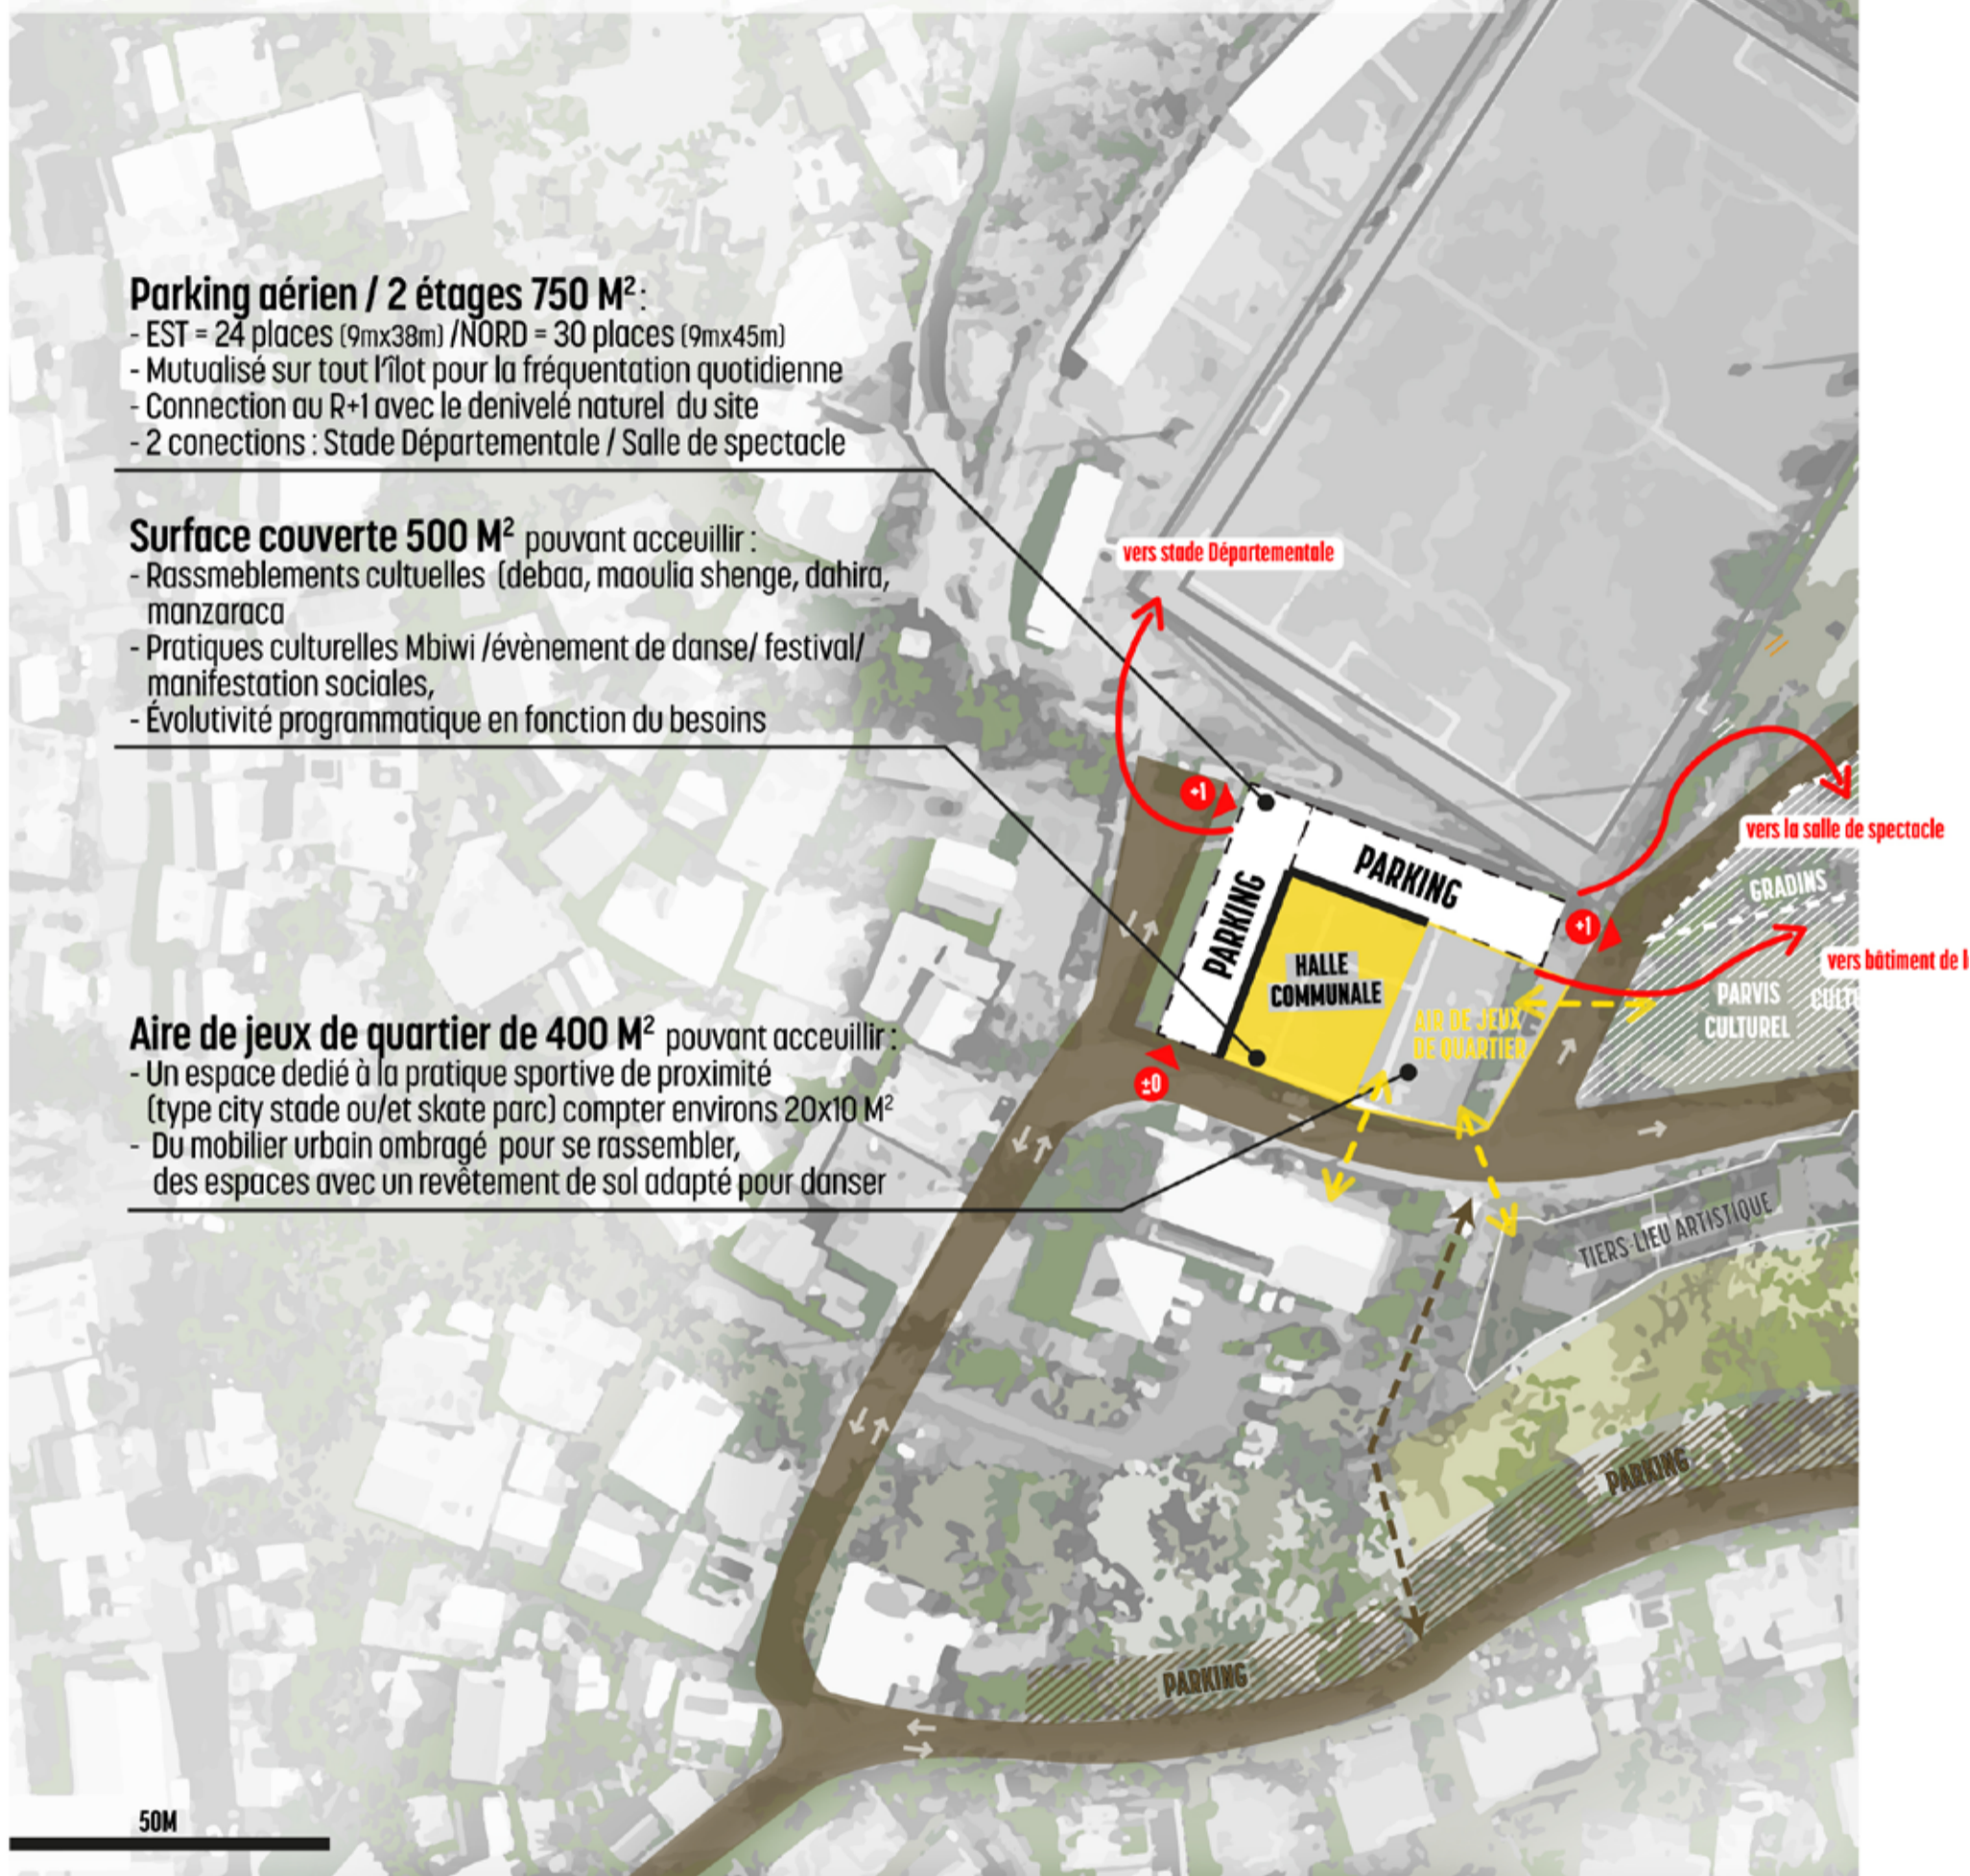 Parking aérien / 2 étages 750 M² :
- EST = 24 places (9mx38m) /NORD = 30 places (9mx45m)
- Mutualisé sur tout l'îlot pour la fréquentation quotidienne
- Connection au R+1 avec le denivelé naturel du site
- 2 conections : Stade Départementale / Salle de spectacle
Surface couverte 500 M² pouvant acceuillir :
- Rassmeblements cultuelles (debaa, maoulia shenge, dahira,
manzaraca
- Pratiques culturelles Mbiwi /évènement de danse/ festival/
manifestation sociales,
- Évolutivité programmatique en fonction du besoins
Aire de jeux de quartier de 400 M² pouvant acceuillir :
- Un espace dedié à la pratique sportive de proximité
(type city stade ou/et skate parc) compter environs 20x10 M²
- Du mobilier urbain ombragé pour se rassembler,
des espaces avec un revêtement de sol adapté pour danser
vers stade Départementale
+1
PARKING
PARKING
HALLE
COMMUNALE
AIR DE JEUX
DE QUARTIER
±0
+1
vers la salle de spectacle
GRADINS
vers bâtiment de l
PARVIS
CULTUREL
CULTU
TIERS-LIEU ARTISTIQUE
PARKING
PARKING
50M